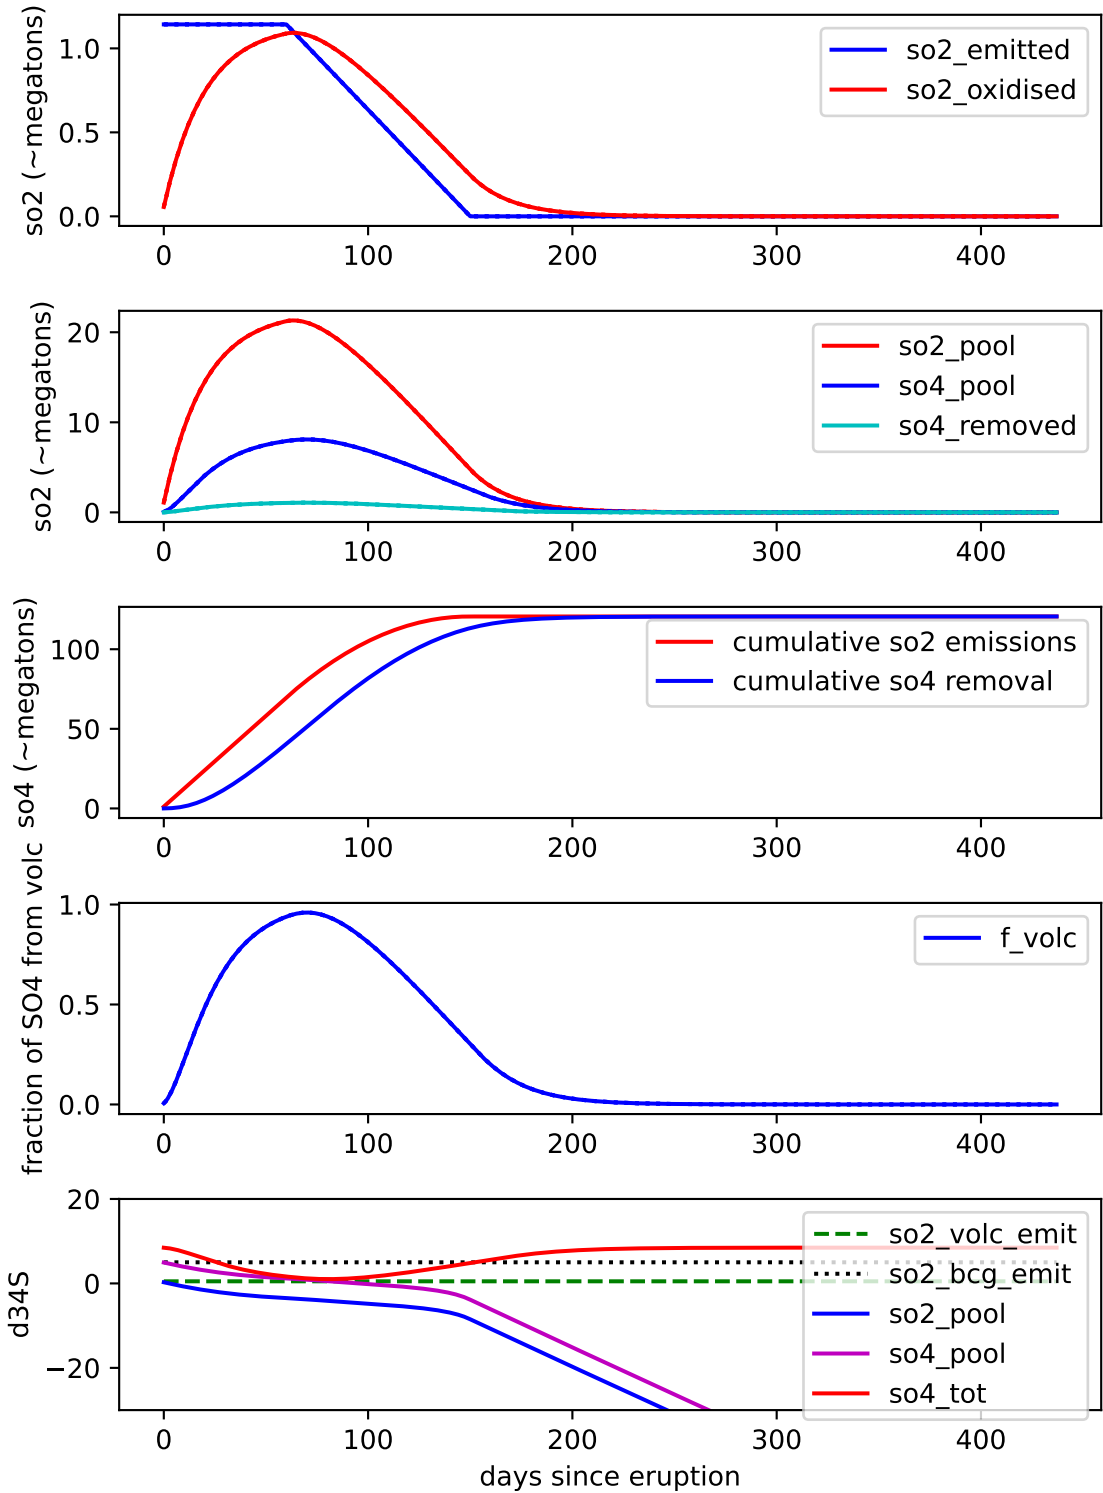 so2 (~megatons)
1.0
0.5
0.0
so2_emitted
so2_oxidised
0 100 200 300 400
so2 (~megatons)
20
10
0
so2_pool
so4_pool
so4_removed
0 100 200 300 400
so4 (~megatons)
100
50
0
cumulative so2 emissions
cumulative so4 removal
0 100 200 300 400
fraction of SO4 from volc
1.0
0.5
0.0
f_volc
0 100 200 300 400
d34S
20
0
−20
so2_volc_emit
so2_bcg_emit
so2_pool
so4_pool
so4_tot
0 100 200 300 400
days since eruption